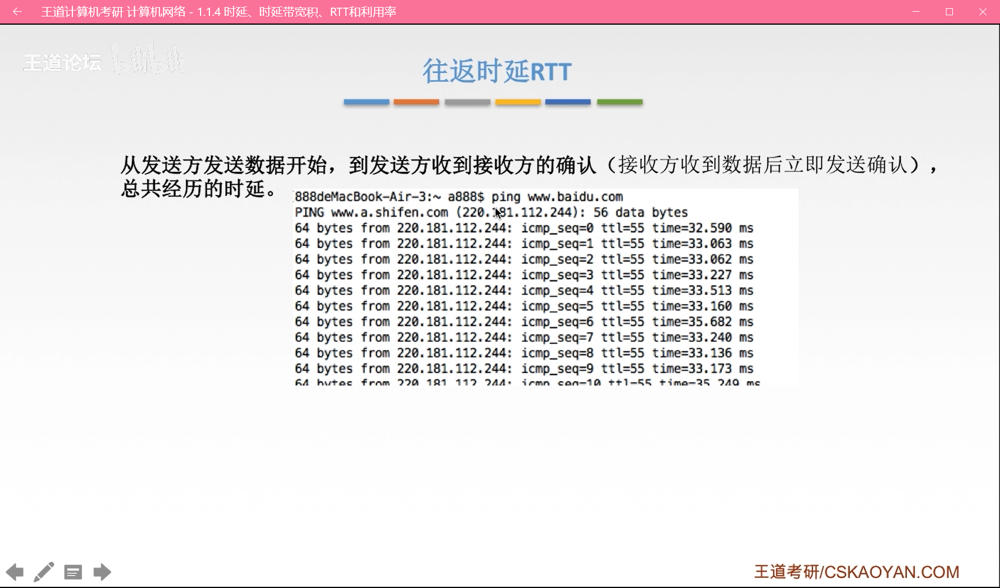 王道计算机考研 计算机网络 - 1.1.4 时延、时延带宽积、RTT和利用率
王道论坛 bilibili
往返时延RTT
从发送方发送数据开始，到发送方收到接收方的确认（接收方收到数据后立即发送确认），
总共经历的时延。
888deMacBook-Air-3:~ a888$ ping www.baidu.com
PING www.a.shifen.com (220.181.112.244): 56 data bytes
64 bytes from 220.181.112.244: icmp_seq=0 ttl=55 time=32.590 ms
64 bytes from 220.181.112.244: icmp_seq=1 ttl=55 time=33.063 ms
64 bytes from 220.181.112.244: icmp_seq=2 ttl=55 time=33.062 ms
64 bytes from 220.181.112.244: icmp_seq=3 ttl=55 time=33.227 ms
64 bytes from 220.181.112.244: icmp_seq=4 ttl=55 time=33.513 ms
64 bytes from 220.181.112.244: icmp_seq=5 ttl=55 time=33.160 ms
64 bytes from 220.181.112.244: icmp_seq=6 ttl=55 time=35.682 ms
64 bytes from 220.181.112.244: icmp_seq=7 ttl=55 time=33.240 ms
64 bytes from 220.181.112.244: icmp_seq=8 ttl=55 time=33.136 ms
64 bytes from 220.181.112.244: icmp_seq=9 ttl=55 time=33.173 ms
64 bytes from 220.181.112.244: icmp_seq=10 ttl=55 time=35.249 ms
王道考研/CSKAOYAN.COM